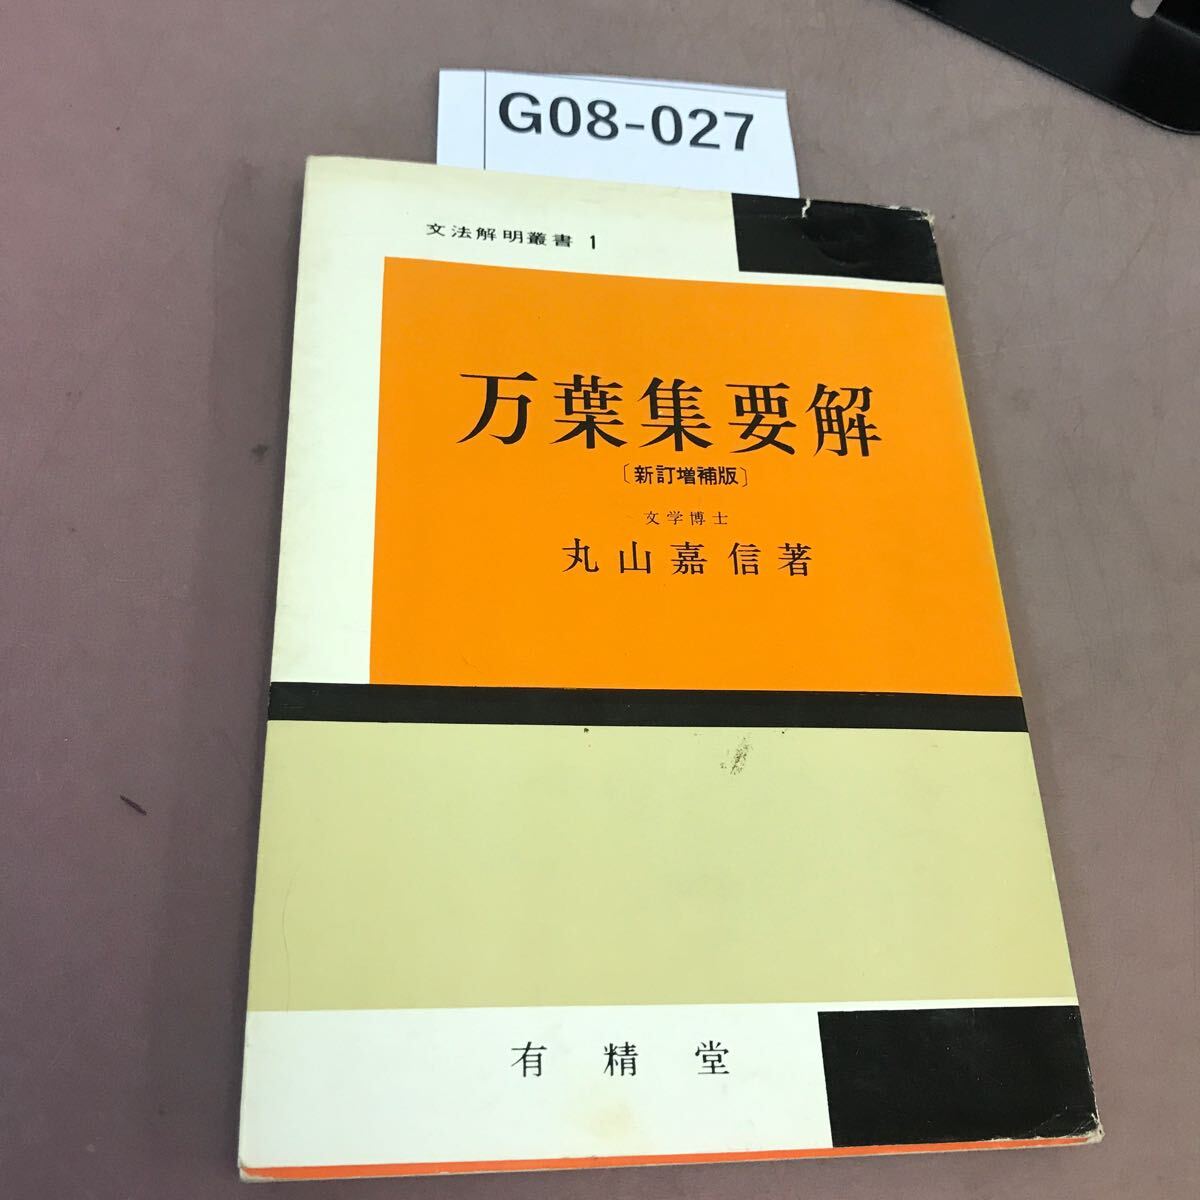 G08-027
文法解明叢書 1
万葉集要解
〔新訂増補版〕
文学博士
丸山嘉信著
有精堂